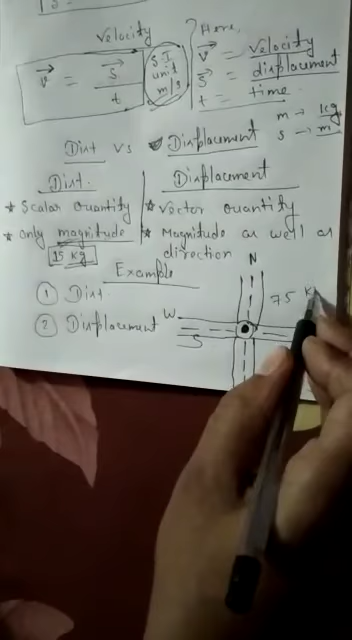 Velocity
v = s / t
S.I unit m/s
Here,
v = velocity
s = displacement
t = time
m → kg
s → m
Dist vs Displacement
Dist.
Displacement
* Scalar Quantity
* Vector quantity
* only magnitude
* Magnitude as well as direction
15 kg
Example
① Dist.
② Displacement
N
W
S
75 K